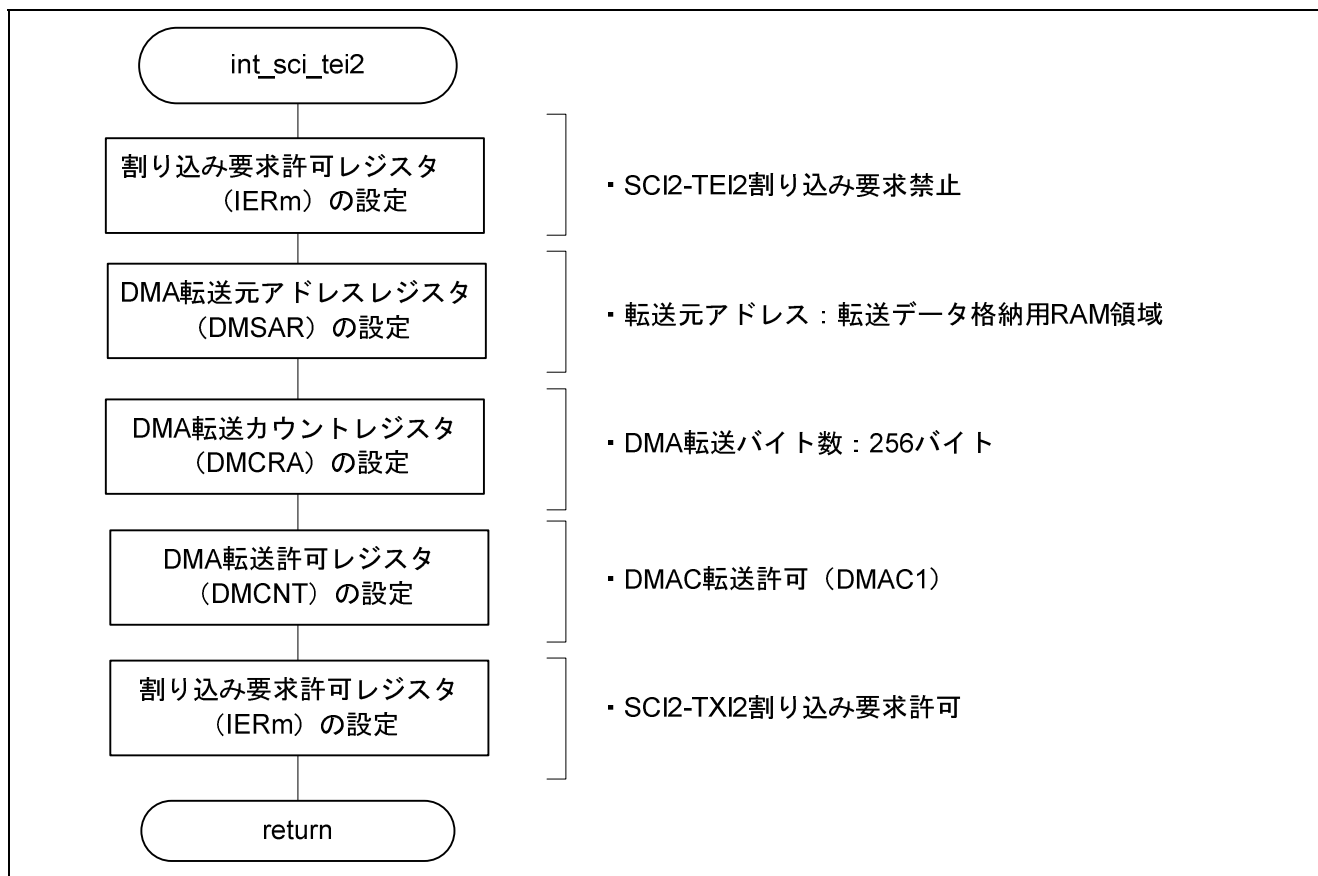 int_sci_tei2
割り込み要求許可レジスタ
（IERm）の設定
・SCI2-TEI2割り込み要求禁止
DMA転送元アドレスレジスタ
（DMSAR）の設定
・転送元アドレス：転送データ格納用RAM領域
DMA転送カウントレジスタ
（DMCRA）の設定
・DMA転送バイト数：256バイト
DMA転送許可レジスタ
（DMCNT）の設定
・DMAC転送許可（DMAC1）
割り込み要求許可レジスタ
（IERm）の設定
・SCI2-TXI2割り込み要求許可
return